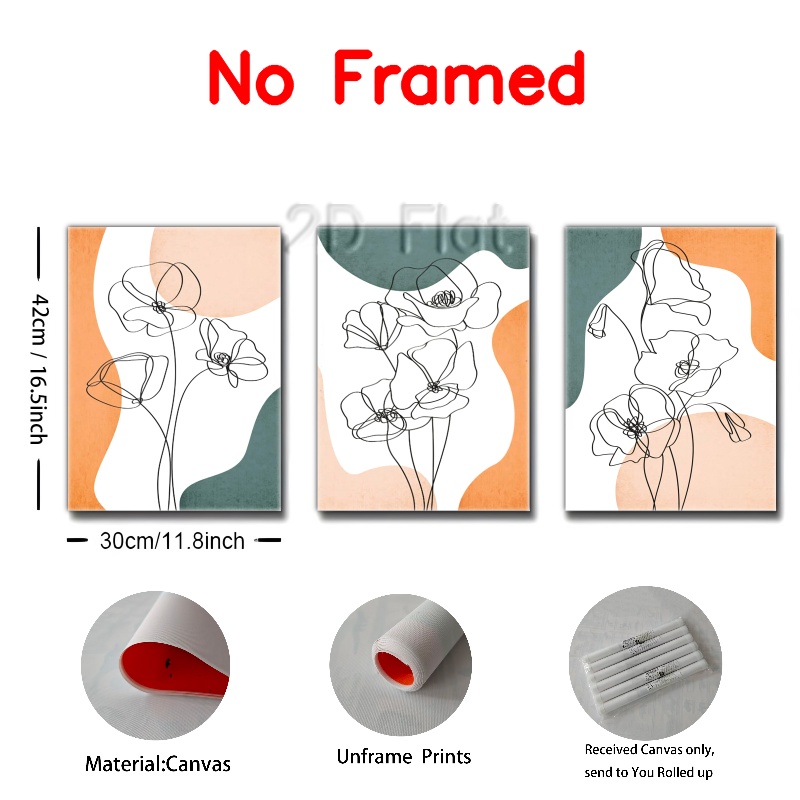 No Framed
2D Flat
42cm / 16.5inch
30cm/11.8inch
Material:Canvas
Unframe Prints
Received Canvas only,
send to You Rolled up